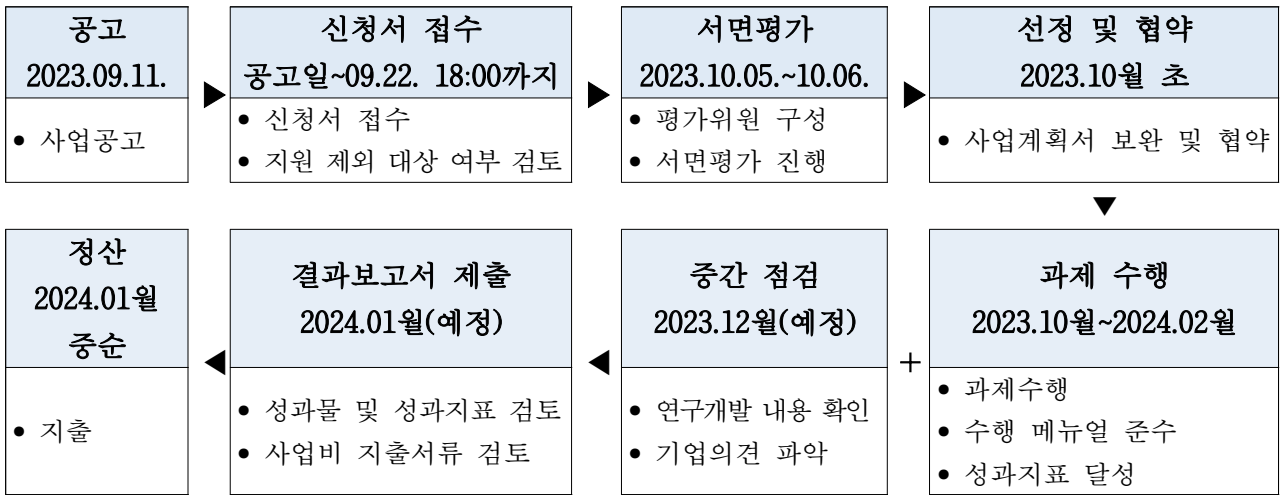 공고
2023.09.11.
• 사업공고
▶
신청서 접수
공고일~09.22. 18:00까지
• 신청서 접수
• 지원 제외 대상 여부 검토
▶
서면평가
2023.10.05.~10.06.
• 평가위원 구성
• 서면평가 진행
▶
선정 및 협약
2023.10월 초
• 사업계획서 보완 및 협약
▼
과제 수행
2023.10월~2024.02월
• 과제수행
• 수행 메뉴얼 준수
• 성과지표 달성
+
중간 점검
2023.12월(예정)
• 연구개발 내용 확인
• 기업의견 파악
◀
결과보고서 제출
2024.01월(예정)
• 성과물 및 성과지표 검토
• 사업비 지출서류 검토
◀
정산
2024.01월
중순
• 지출